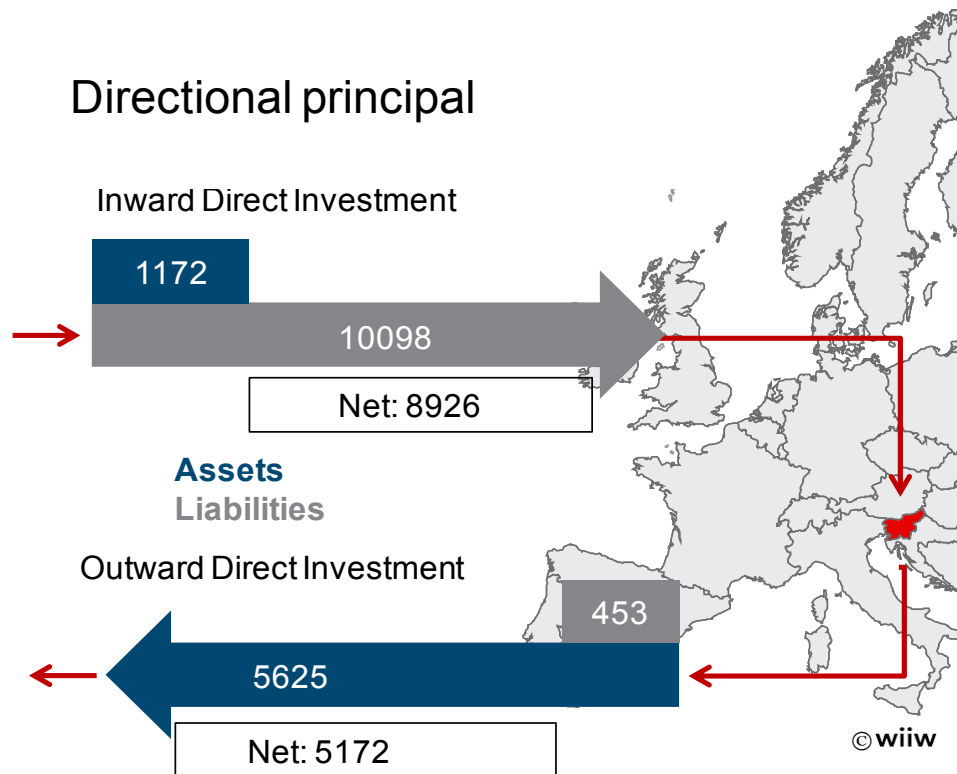 Directional principal
Inward Direct Investment
1172
10098
Net: 8926
Assets
Liabilities
Outward Direct Investment
453
5625
Net: 5172
© wiiw